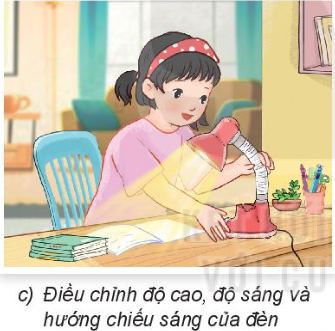 c) Điều chỉnh độ cao, độ sáng và
hướng chiếu sáng của đèn